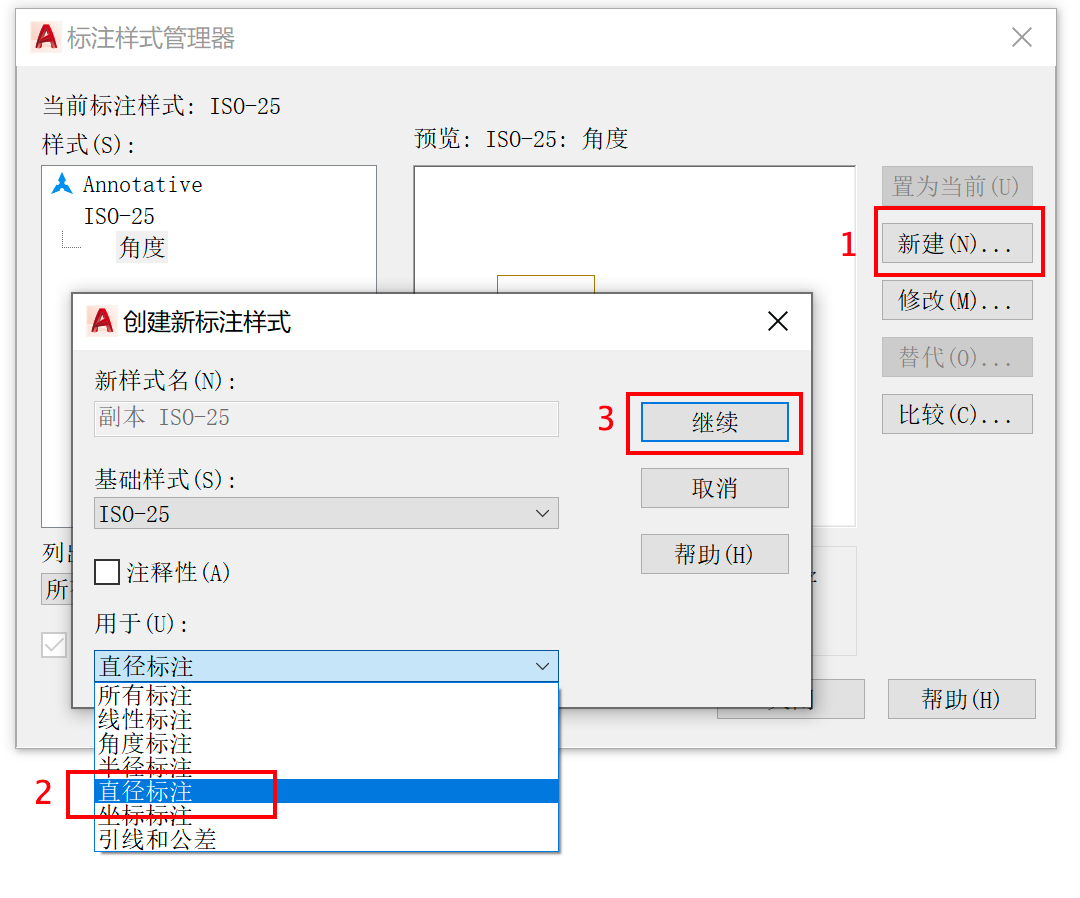 标注样式管理器
当前标注样式: ISO-25
样式(S):
预览: ISO-25: 角度
Annotative
ISO-25
角度
置为当前(U)
1
新建(N)...
修改(M)...
替代(O)...
比较(C)...
创建新标注样式
新样式名(N):
副本 ISO-25
3
继续
基础样式(S):
ISO-25
取消
注释性(A)
帮助(H)
用于(U):
直径标注
所有标注
线性标注
角度标注
半径标注
2
直径标注
坐标标注
引线和公差
列
所
帮助(H)